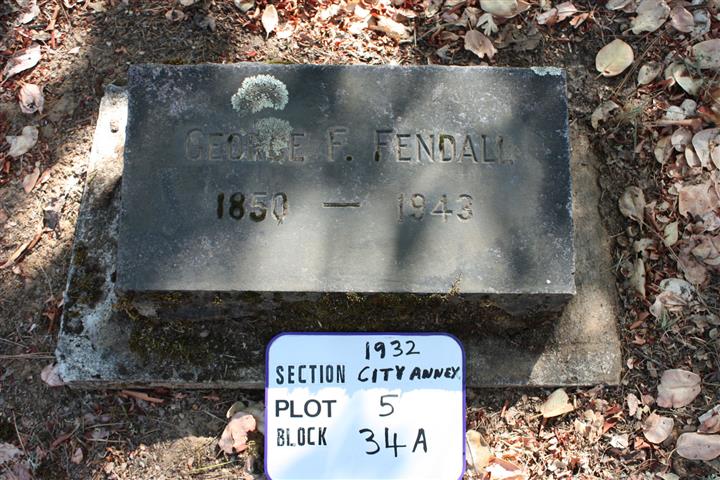 GEORGE F. FENDALL
1850 — 1943
1932
SECTION CITY ANNEX
PLOT 5
BLOCK 34A